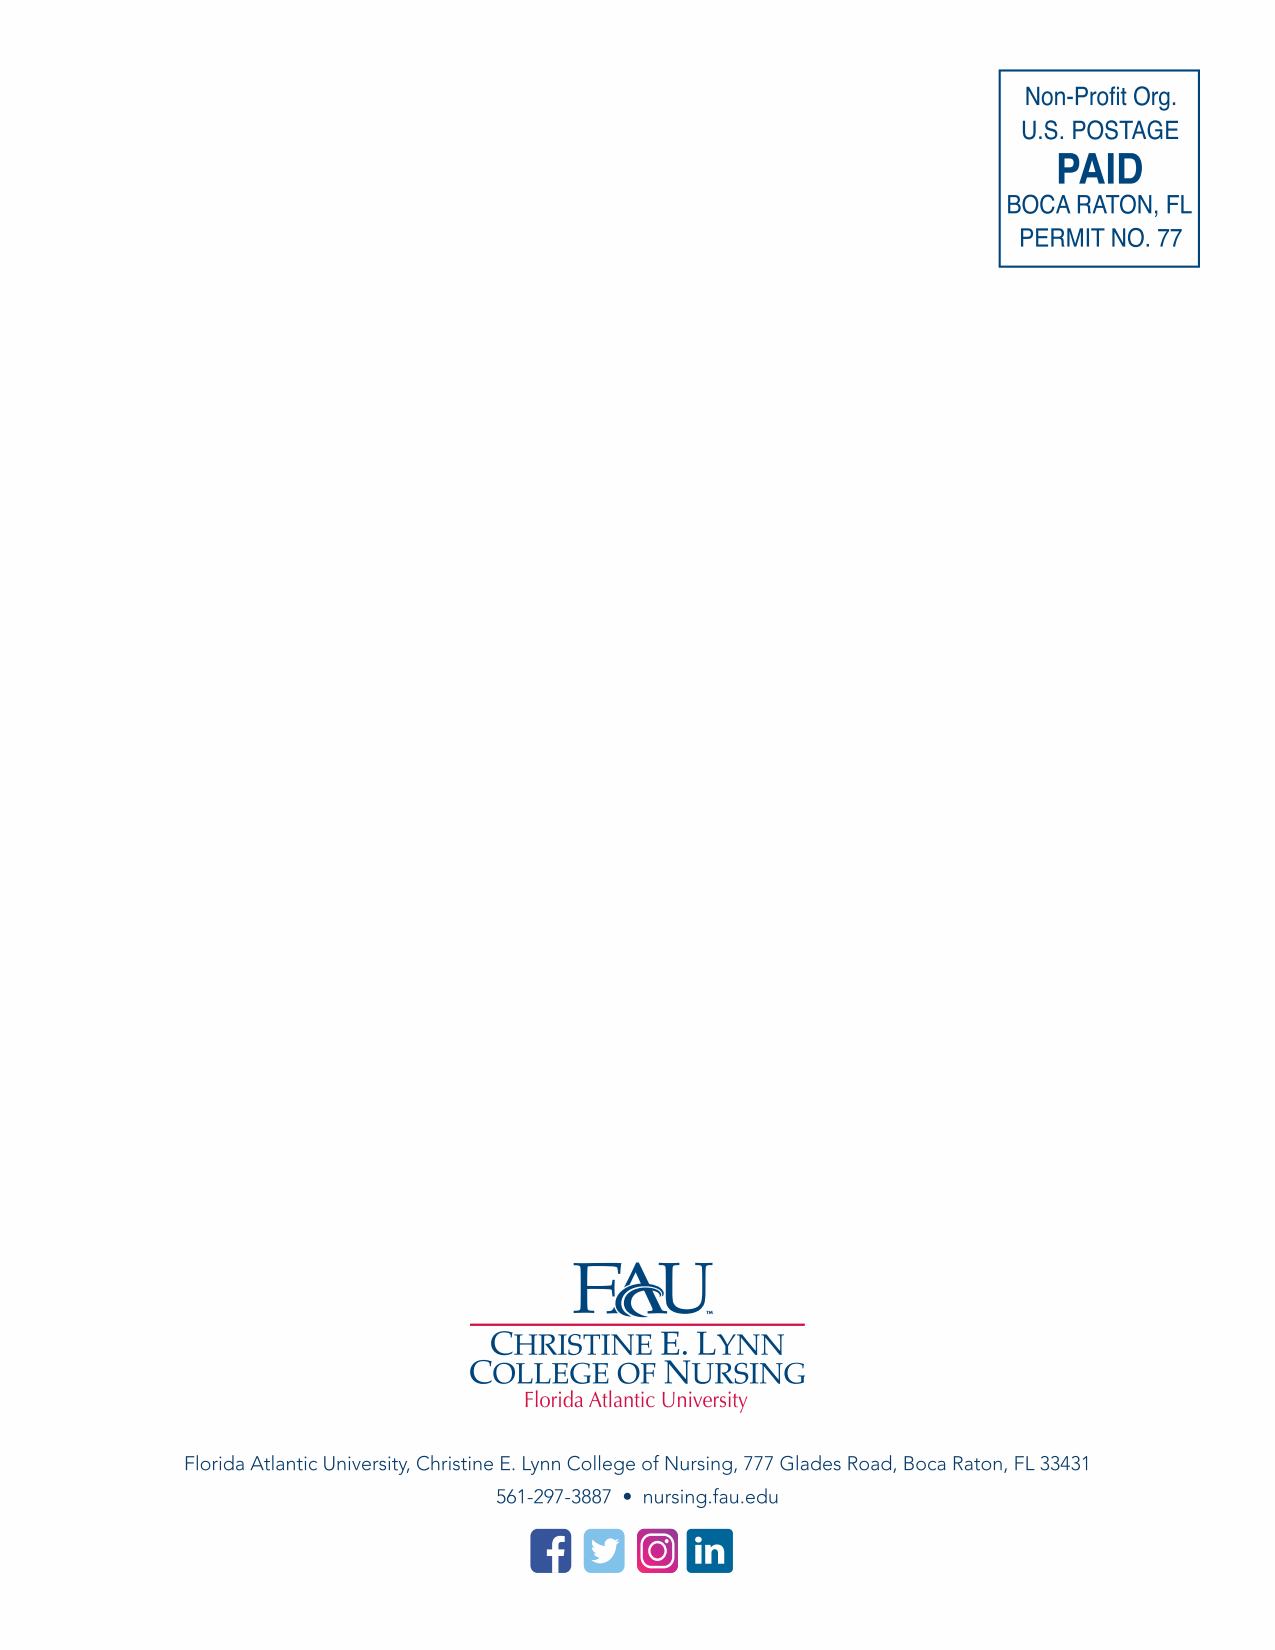 Non-Profit Org.
U.S. POSTAGE
PAID
BOCA RATON, FL
PERMIT NO. 77
FAU™
CHRISTINE E. LYNN
COLLEGE OF NURSING
Florida Atlantic University
Florida Atlantic University, Christine E. Lynn College of Nursing, 777 Glades Road, Boca Raton, FL 33431
561-297-3887 • nursing.fau.edu